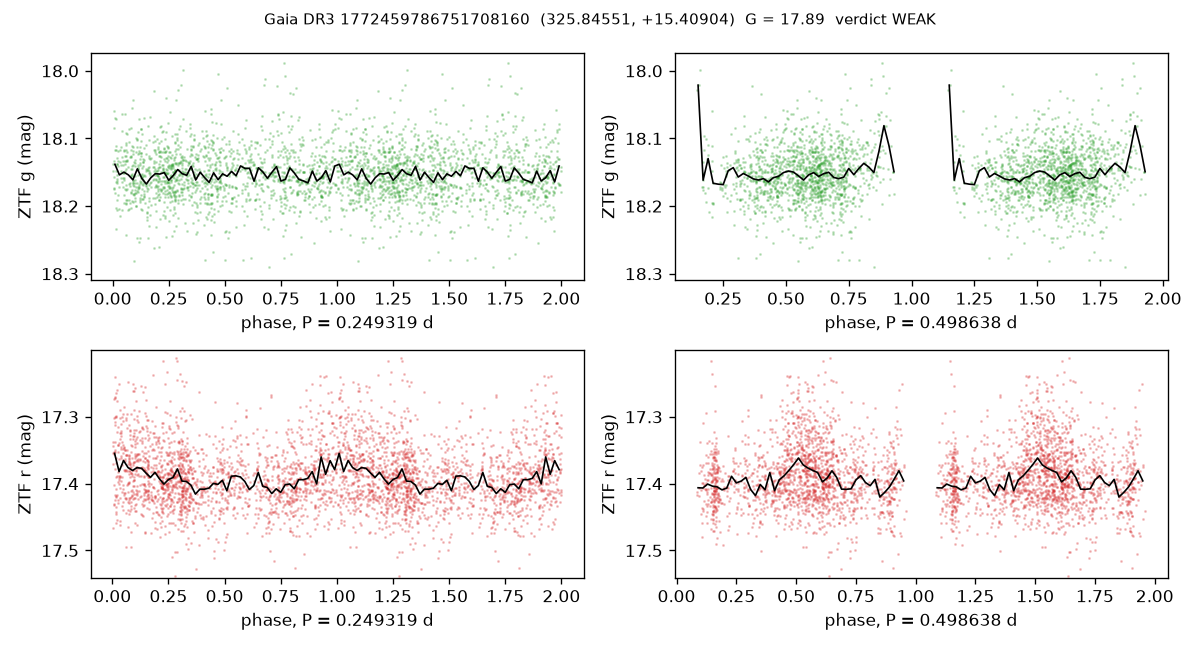 Gaia DR3 1772459786751708160  (325.84551, +15.40904)  G = 17.89  verdict WEAK
ZTF g (mag)
18.0
18.1
18.2
18.3
0.00 0.25 0.50 0.75 1.00 1.25 1.50 1.75 2.00
phase, P = 0.249319 d
ZTF g (mag)
18.0
18.1
18.2
18.3
0.25 0.50 0.75 1.00 1.25 1.50 1.75 2.00
phase, P = 0.498638 d
ZTF r (mag)
17.3
17.4
17.5
0.00 0.25 0.50 0.75 1.00 1.25 1.50 1.75 2.00
phase, P = 0.249319 d
ZTF r (mag)
17.3
17.4
17.5
0.00 0.25 0.50 0.75 1.00 1.25 1.50 1.75 2.00
phase, P = 0.498638 d